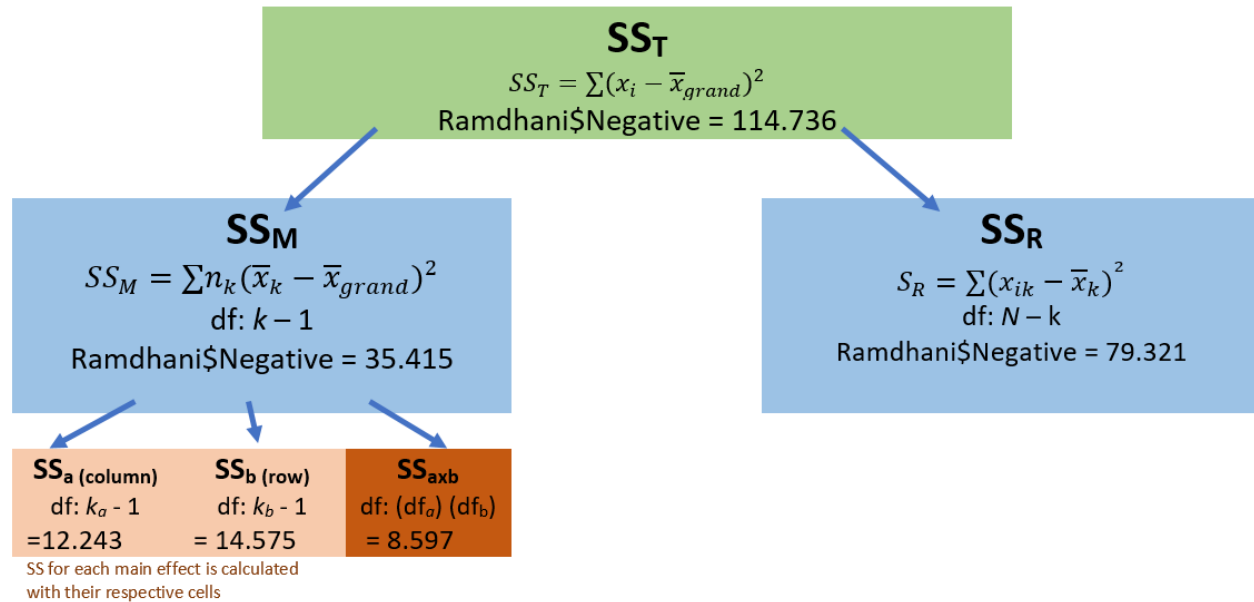 SS_T
SS_T = ∑(x_i − x̅_grand)²
Ramdhani$Negative = 114.736
SS_M
SS_M = ∑n_k(x̅_k − x̅_grand)²
df: k – 1
Ramdhani$Negative = 35.415
SS_R
S_R = ∑(x_ik − x̅_k)²
df: N – k
Ramdhani$Negative = 79.321
SS_a (column)
df: k_a - 1
=12.243
SS_b (row)
df: k_b - 1
= 14.575
SS_axb
df: (df_a) (df_b)
= 8.597
SS for each main effect is calculated
with their respective cells